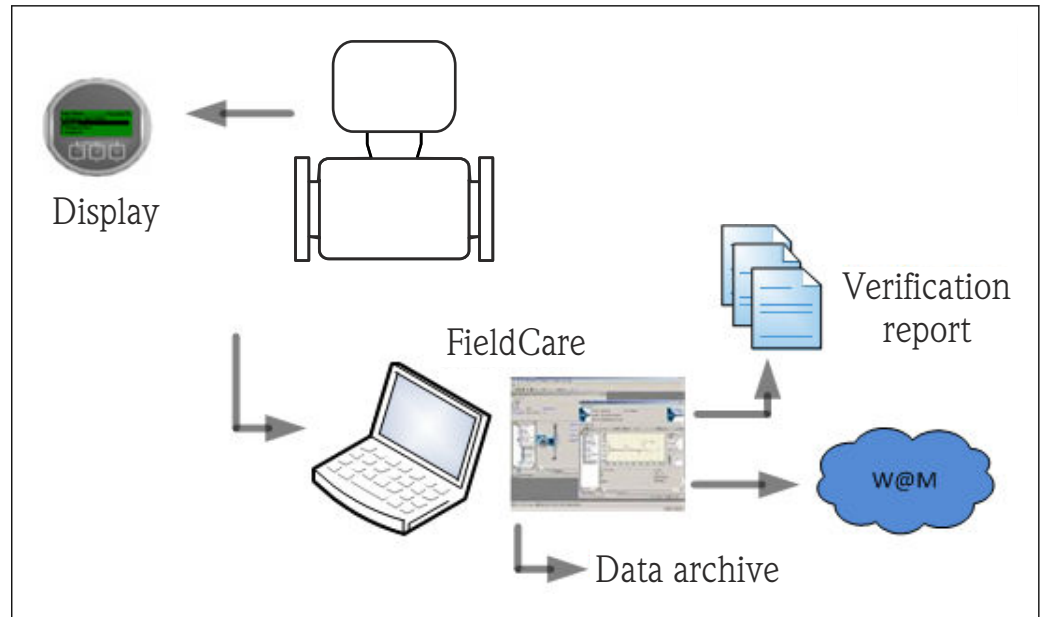 Display
FieldCare
Verification
report
W@M
Data archive